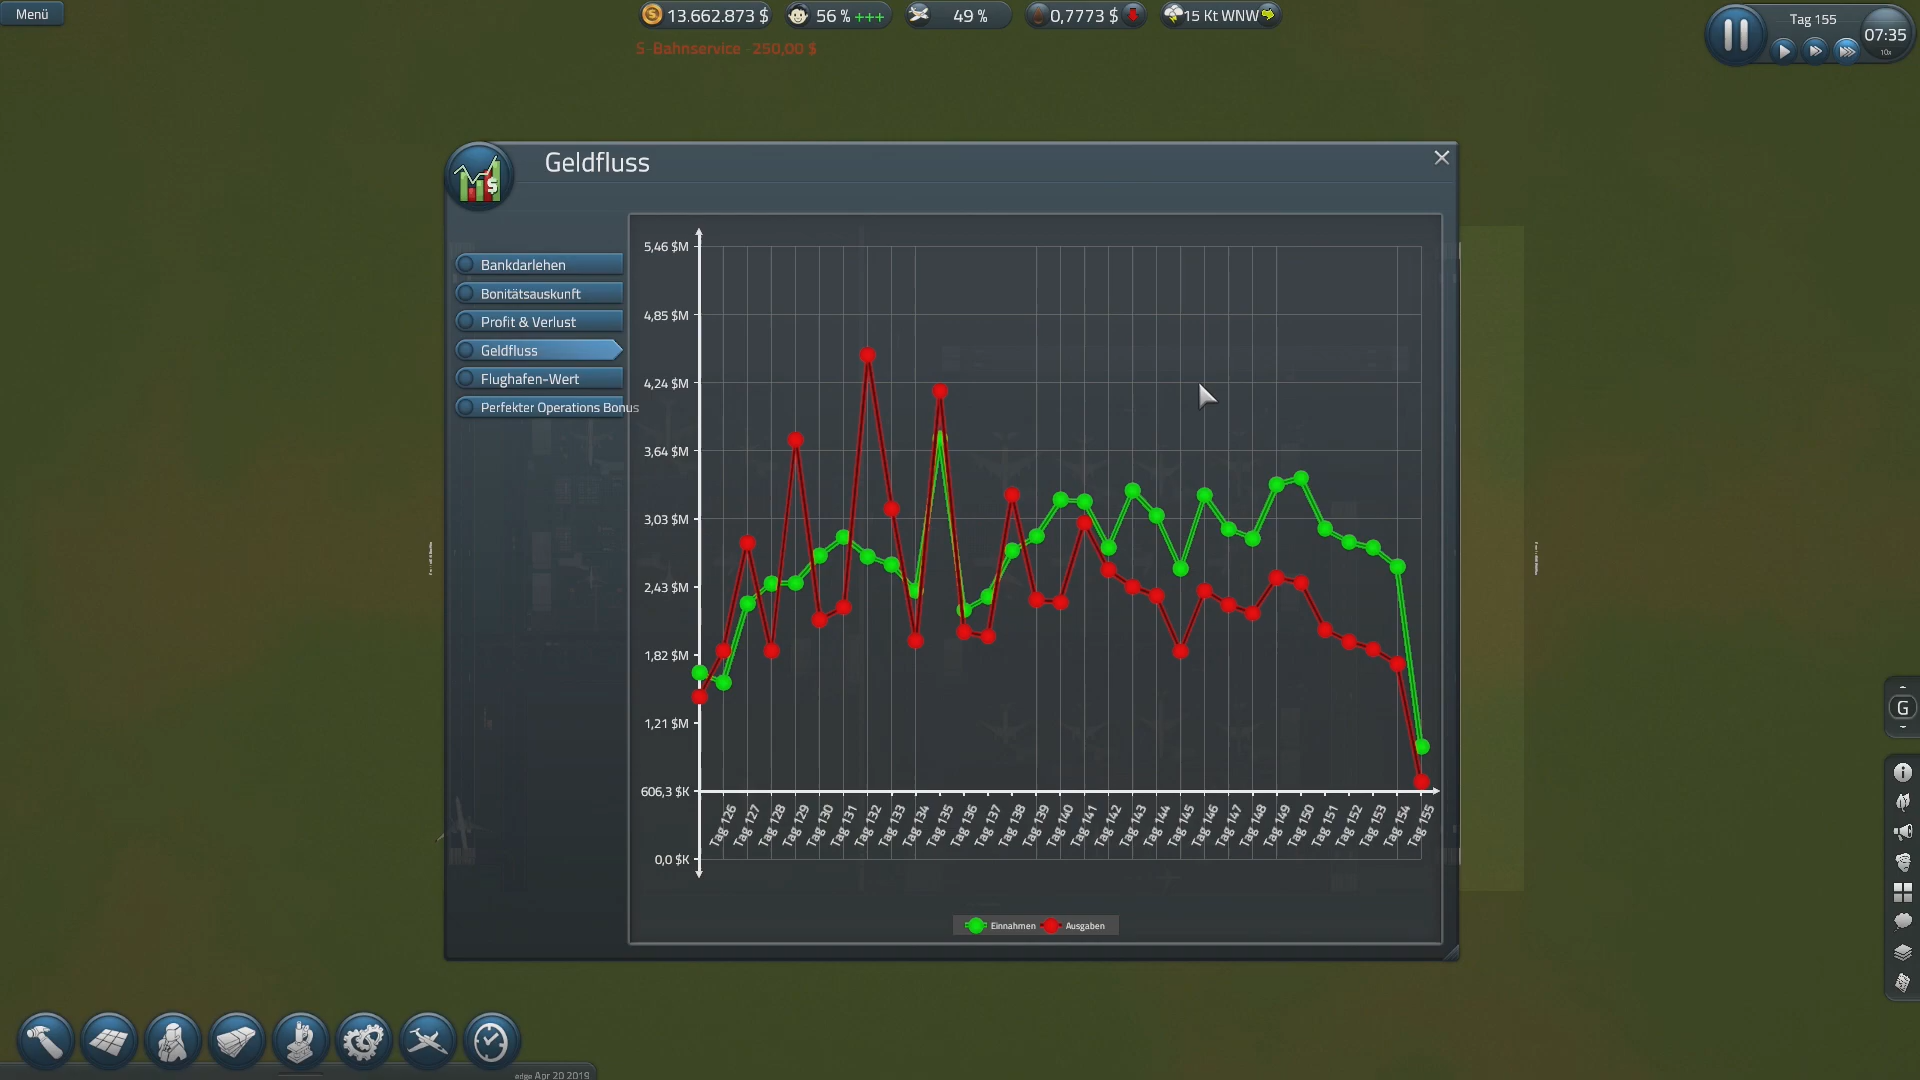 Menü
13.662.873 $
56 % +++
49 %
0,7773 $
15 Kt WNW
Tag 155
07:35
10x
S-Bahnservice -250,00 $
Geldfluss
Bankdarlehen
Bonitätsauskunft
Profit & Verlust
Geldfluss
Flughafen-Wert
Perfekter Operations Bonus
5,46 $M
4,85 $M
4,24 $M
3,64 $M
3,03 $M
2,43 $M
1,82 $M
1,21 $M
606,3 $K
0,0 $K
Tag 126
Tag 127
Tag 128
Tag 129
Tag 130
Tag 131
Tag 132
Tag 133
Tag 134
Tag 135
Tag 136
Tag 137
Tag 138
Tag 139
Tag 140
Tag 141
Tag 142
Tag 143
Tag 144
Tag 145
Tag 146
Tag 147
Tag 148
Tag 149
Tag 150
Tag 151
Tag 152
Tag 153
Tag 154
Tag 155
Einnahmen
Ausgaben
G
edge Apr 20 2019